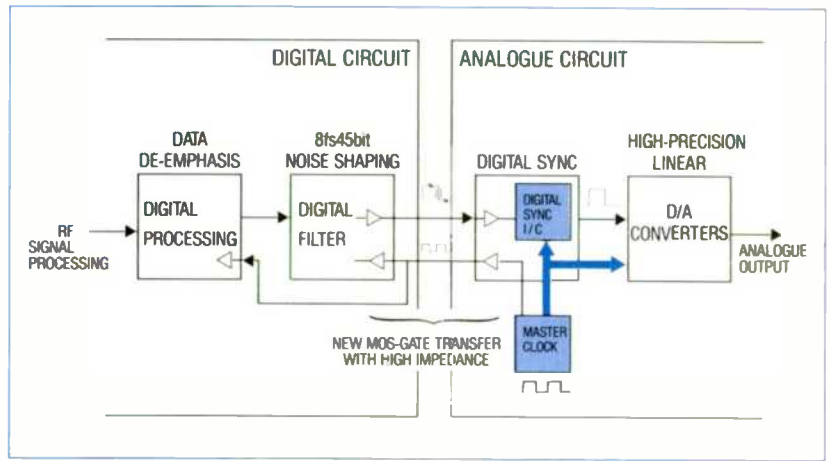 DIGITAL CIRCUIT
ANALOGUE CIRCUIT
DATA
DE-EMPHASIS
8fs45bit
NOISE SHAPING
DIGITAL SYNC
HIGH-PRECISION
LINEAR
RF
SIGNAL
PROCESSING
DIGITAL
PROCESSING
DIGITAL
FILTER
DIGITAL
SYNC
I/C
D/A
CONVERTERS
ANALOGUE
OUTPUT
NEW MOS-GATE TRANSFER
WITH HIGH IMPEDANCE
MASTER
CLOCK